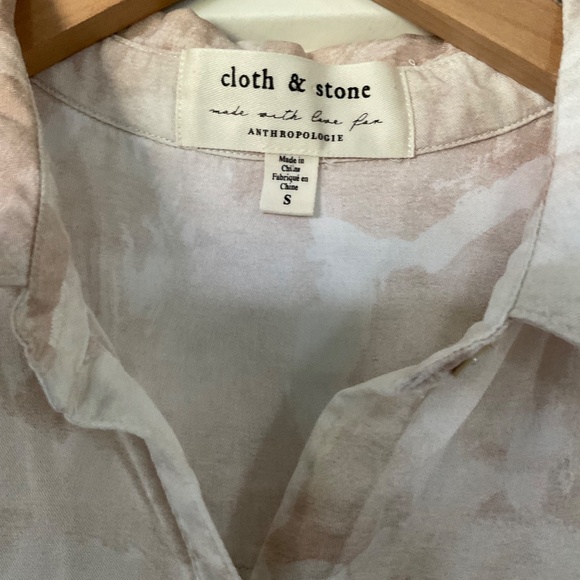 cloth & stone
made with love for
ANTHROPOLOGIE
Made in
China
Fabriqué en
Chine
S